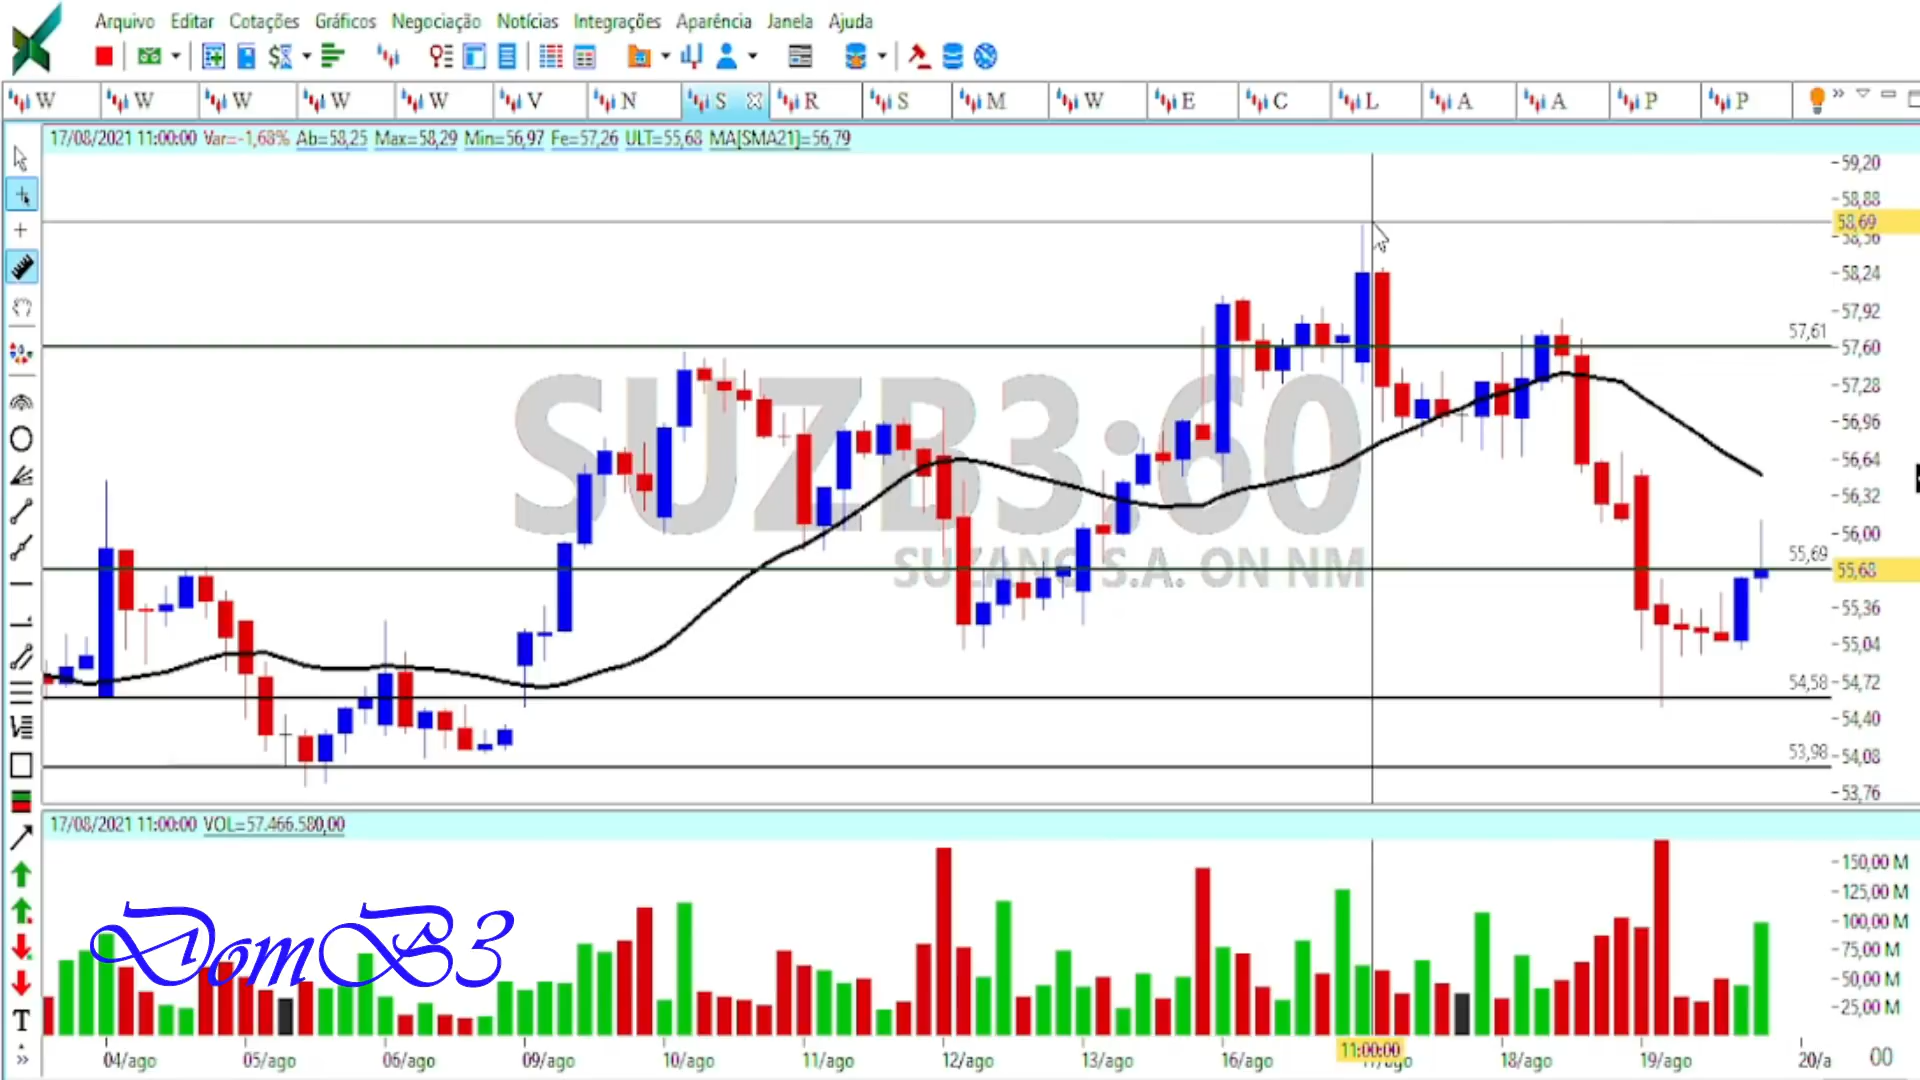 Arquivo Editar Cotações Gráficos Negociação Notícias Integrações Aparência Janela Ajuda
W W W W W V N S R S M W E C L A A P P
17/08/2021 11:00:00 Var=-1,68% Ab=58,25 Max=58,29 Min=56,97 Fe=57,26 ULT=55,68 MA[SMA21]=56,79
59,20
58,88
58,69
58,56
58,24
57,92
57,61
57,60
57,28
56,96
56,64
56,32
56,00
55,69
55,68
55,36
55,04
54,58
54,72
54,40
53,98
54,08
53,76
SUZB3:60
SUZANO S.A. ON NM
17/08/2021 11:00:00 VOL=57.466.580,00
150,00 M
125,00 M
100,00 M
75,00 M
50,00 M
25,00 M
DomB3
T
04/ago 05/ago 06/ago 09/ago 10/ago 11/ago 12/ago 13/ago 16/ago 11:00:00 18/ago 19/ago 20/a 00